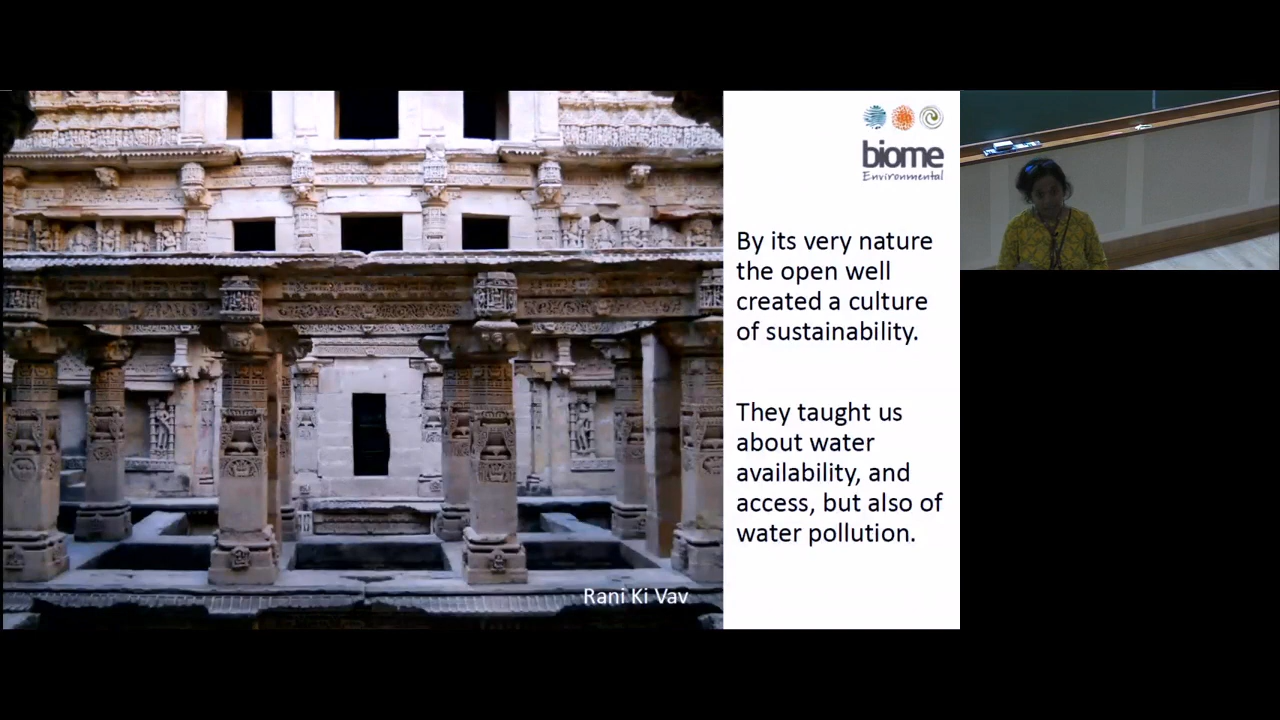 biome
Environmental
By its very nature
the open well
created a culture
of sustainability.
They taught us
about water
availability, and
access, but also of
water pollution.
Rani Ki Vav